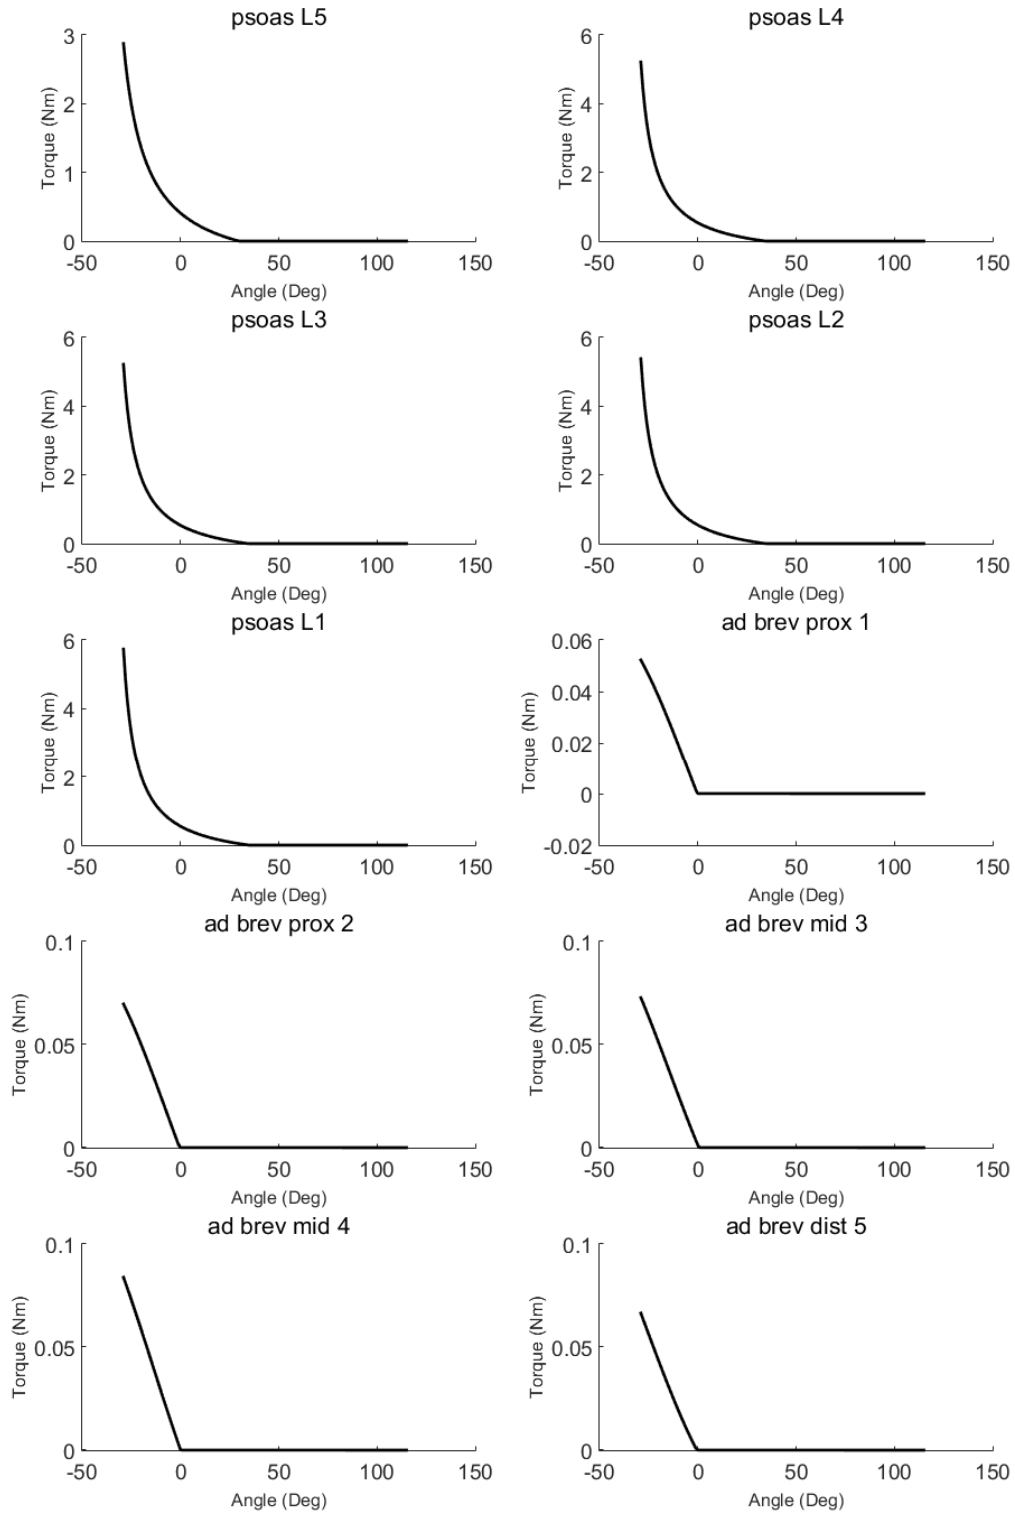 psoas L5
3
2
1
0
Torque (Nm)
-50 0 50 100 150
Angle (Deg)
psoas L4
6
4
2
0
Torque (Nm)
-50 0 50 100 150
Angle (Deg)
psoas L3
6
4
2
0
Torque (Nm)
-50 0 50 100 150
Angle (Deg)
psoas L2
6
4
2
0
Torque (Nm)
-50 0 50 100 150
Angle (Deg)
psoas L1
6
4
2
0
Torque (Nm)
-50 0 50 100 150
Angle (Deg)
ad brev prox 1
0.06
0.04
0.02
0
-0.02
Torque (Nm)
-50 0 50 100 150
Angle (Deg)
ad brev prox 2
0.1
0.05
0
Torque (Nm)
-50 0 50 100 150
Angle (Deg)
ad brev mid 3
0.1
0.05
0
Torque (Nm)
-50 0 50 100 150
Angle (Deg)
ad brev mid 4
0.1
0.05
0
Torque (Nm)
-50 0 50 100 150
Angle (Deg)
ad brev dist 5
0.1
0.05
0
Torque (Nm)
-50 0 50 100 150
Angle (Deg)